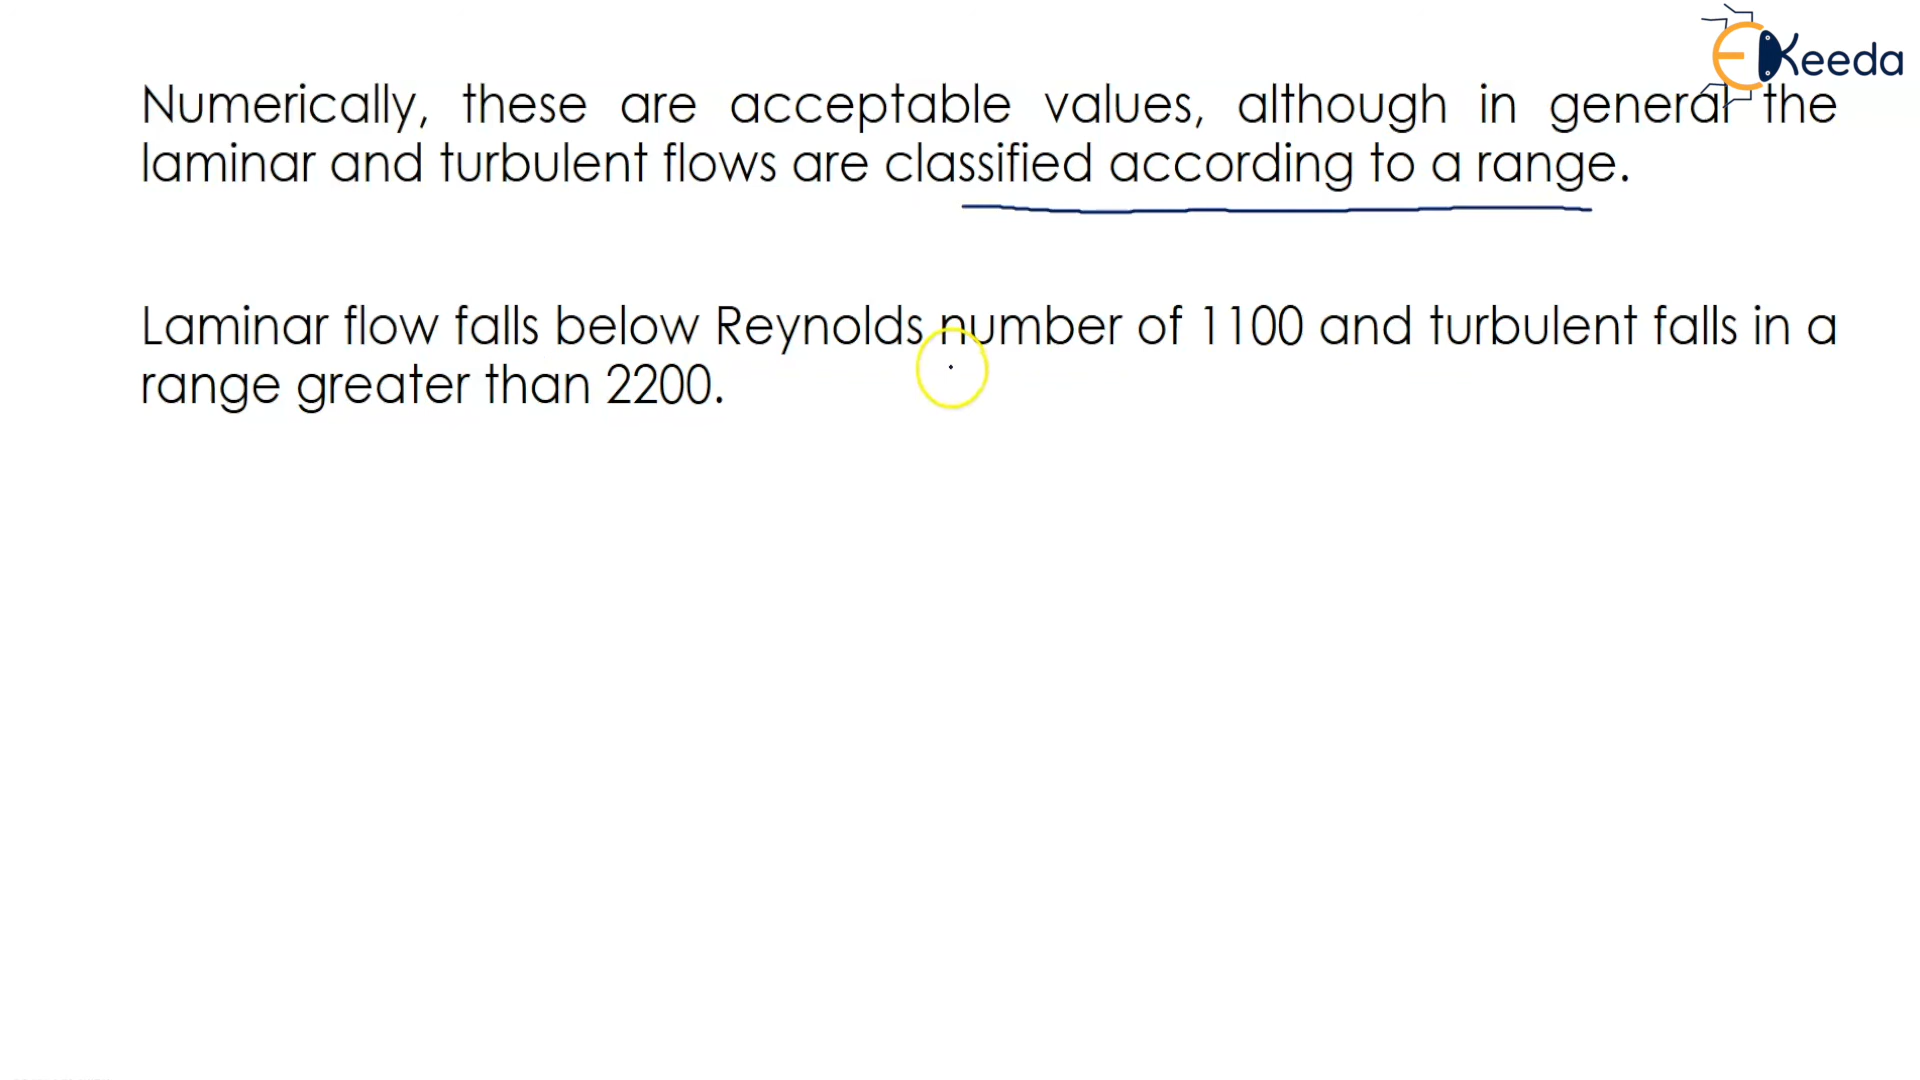 EKeeda
Numerically, these are acceptable values, although in general the
laminar and turbulent flows are classified according to a range.
Laminar flow falls below Reynolds number of 1100 and turbulent falls in a
range greater than 2200.